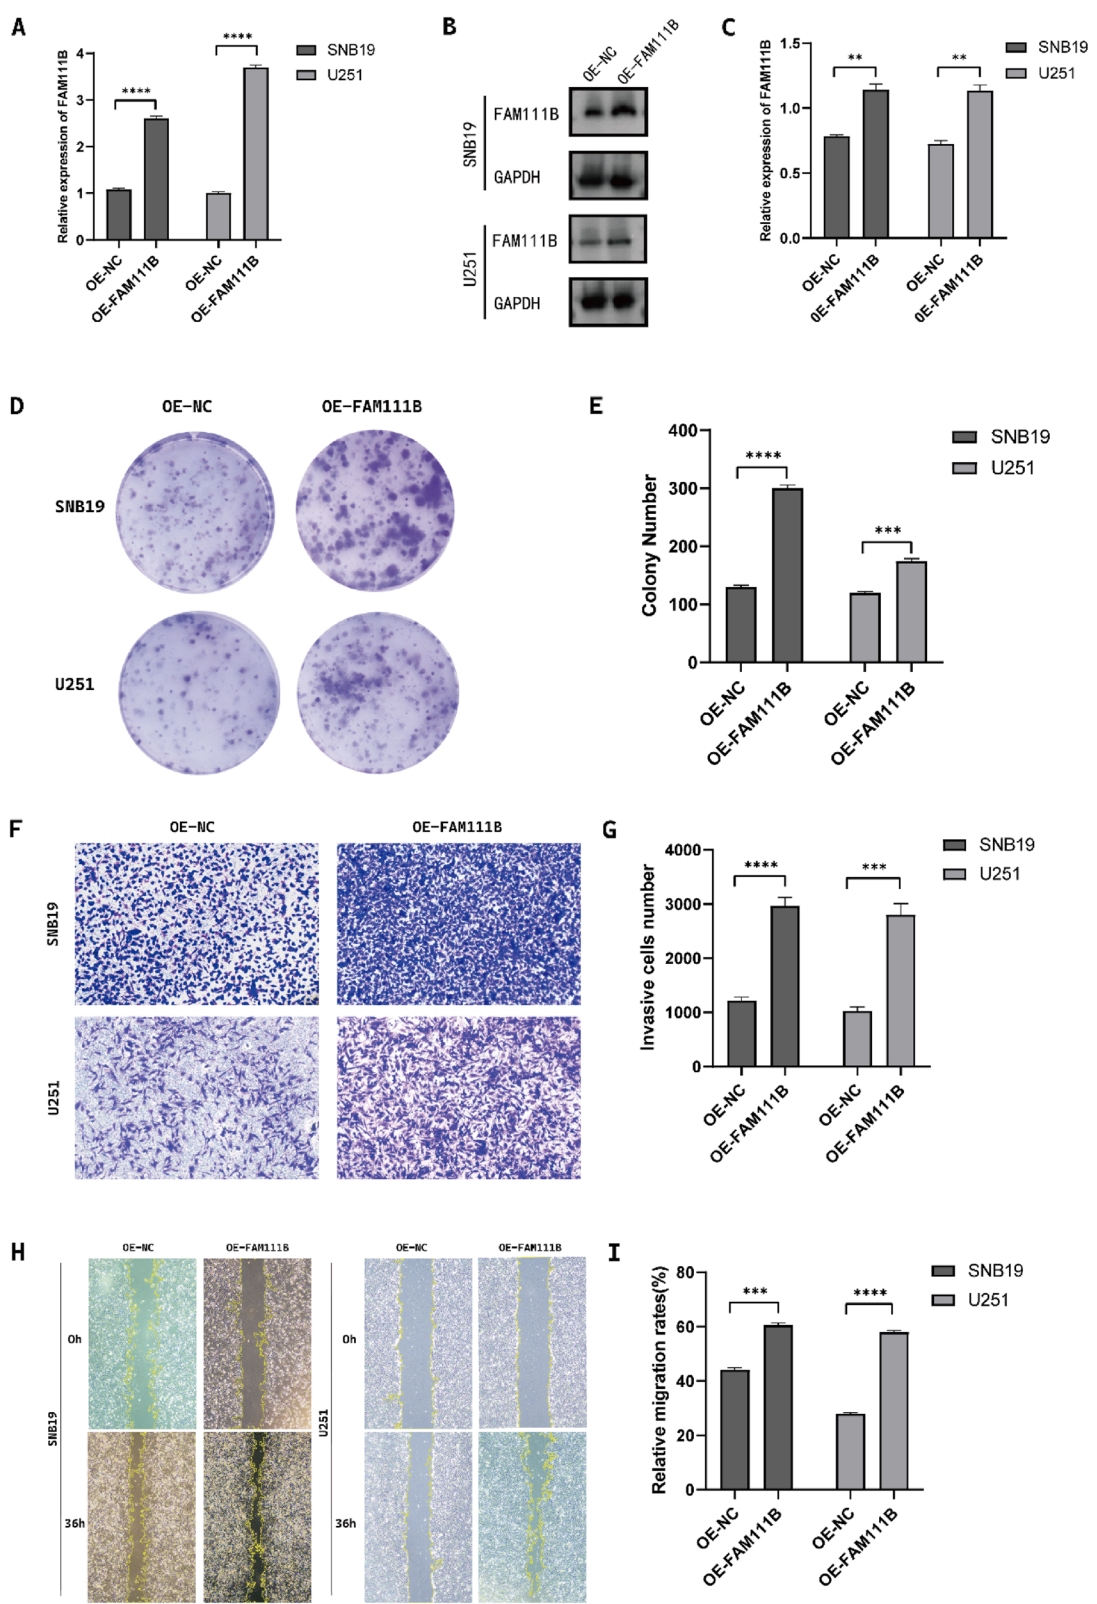 A
Relative expression of FAM111B
4
3
2
1
0
****
****
OE-NC
OE-FAM111B
OE-NC
OE-FAM111B
SNB19
U251
B
OE-NC
OE-FAM111B
SNB19
FAM111B
GAPDH
U251
FAM111B
GAPDH
C
Relative expression of FAM111B
1.5
1.0
0.5
0.0
**
**
OE-NC
OE-FAM111B
OE-NC
OE-FAM111B
SNB19
U251
D
OE-NC
OE-FAM111B
SNB19
U251
E
Colony Number
400
300
200
100
0
****
***
OE-NC
OE-FAM111B
OE-NC
OE-FAM111B
SNB19
U251
F
OE-NC
OE-FAM111B
SNB19
U251
G
Invasive cells number
4000
3000
2000
1000
0
****
***
OE-NC
OE-FAM111B
OE-NC
OE-FAM111B
SNB19
U251
H
OE-NC
OE-FAM111B
OE-NC
OE-FAM111B
SNB19
0h
36h
U251
0h
36h
I
Relative migration rates(%)
80
60
40
20
0
***
****
OE-NC
OE-FAM111B
OE-NC
OE-FAM111B
SNB19
U251